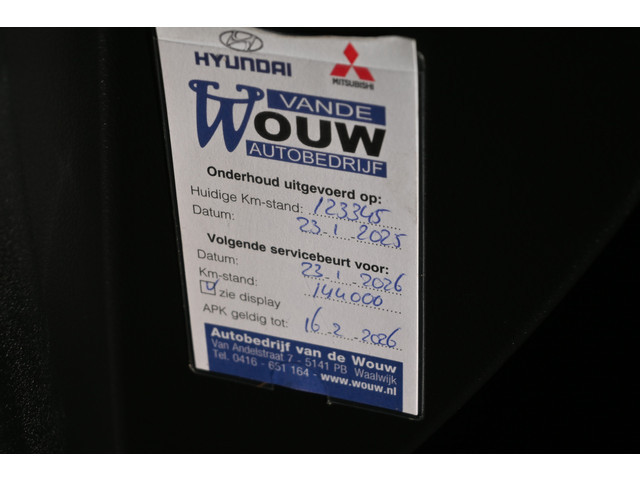 HYUNDAI
MITSUBISHI
VAN DE
WOUW
AUTOBEDRIJF
Onderhoud uitgevoerd op:
Huidige Km-stand: 123345
Datum: 23-1-2025
Volgende servicebeurt voor:
Datum: 23-1-2026
Km-stand: 144000
zie display
APK geldig tot: 16-2-2026
Autobedrijf van de Wouw
Van Andelstraat 7 - 5141 PB Waalwijk
Tel. 0416 - 651 164 - www.wouw.nl